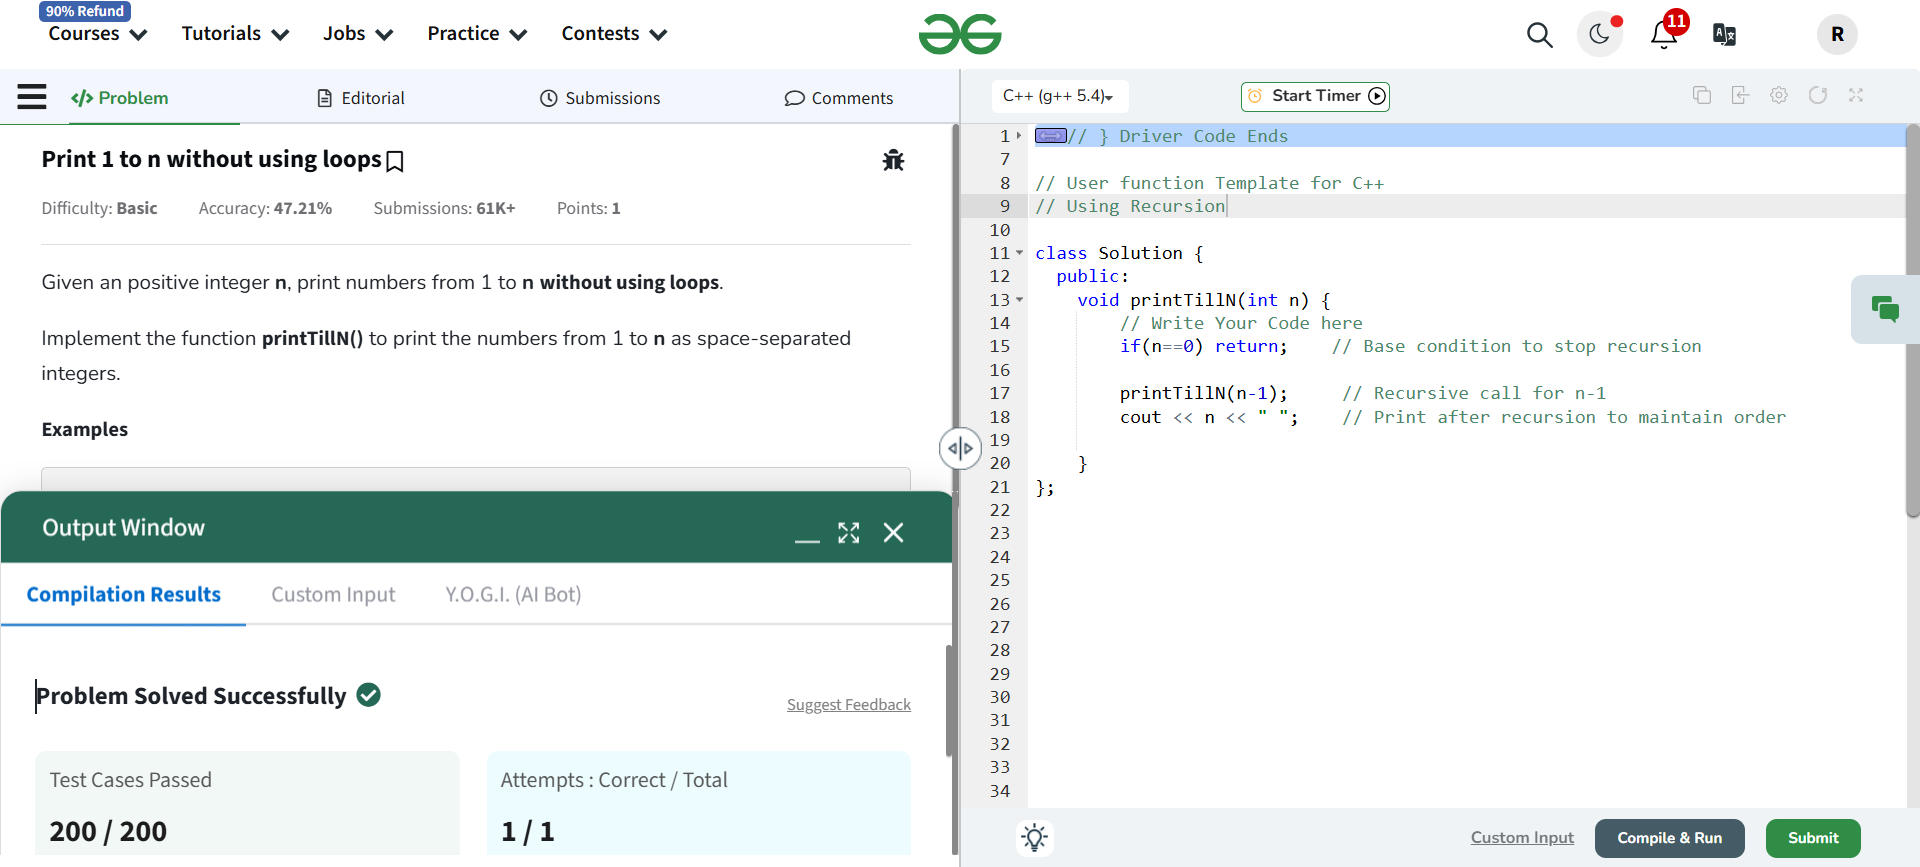 90% Refund
Courses Tutorials Jobs Practice Contests
11
R
</> Problem Editorial Submissions Comments
Print 1 to n without using loops
Difficulty: Basic Accuracy: 47.21% Submissions: 61K+ Points: 1
Given an positive integer n, print numbers from 1 to n without using loops.
Implement the function printTillN() to print the numbers from 1 to n as space-separated
integers.
Examples
Output Window
Compilation Results Custom Input Y.O.G.I. (AI Bot)
Problem Solved Successfully
Suggest Feedback
Test Cases Passed
200 / 200
Attempts : Correct / Total
1 / 1
C++ (g++ 5.4) Start Timer
1 // } Driver Code Ends
7
8 // User function Template for C++
9 // Using Recursion
10
11 class Solution {
12 public:
13 void printTillN(int n) {
14 // Write Your Code here
15 if(n==0) return; // Base condition to stop recursion
16
17 printTillN(n-1); // Recursive call for n-1
18 cout << n << " "; // Print after recursion to maintain order
19
20 }
21 };
22
23
24
25
26
27
28
29
30
31
32
33
34
Custom Input Compile & Run Submit